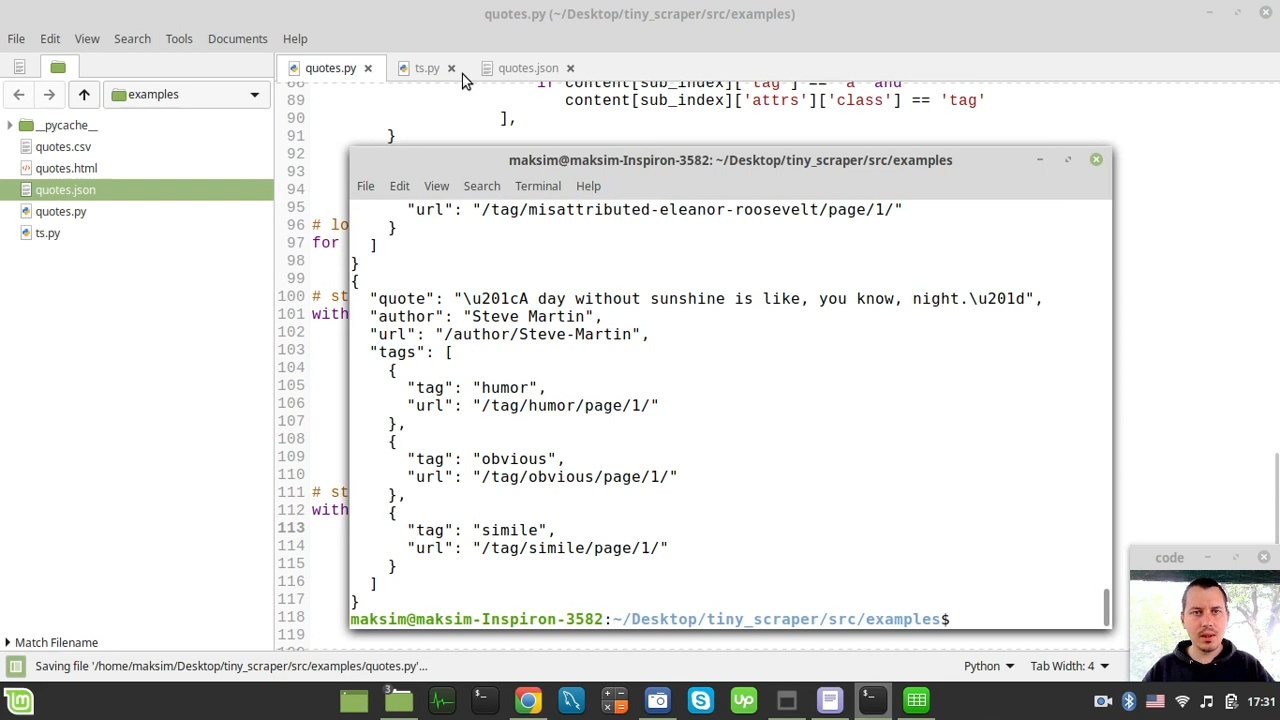 quotes.py (~/Desktop/tiny_scraper/src/examples)
File Edit View Search Tools Documents Help
quotes.py ts.py quotes.json
examples
__pycache__
quotes.csv
quotes.html
quotes.json
quotes.py
ts.py
Match Filename
88 if content[sub_index]['tag'] == 'a' and
89 content[sub_index]['attrs']['class'] == 'tag'
90 ],
91 }
92
93
94
95
96 # lo
97 for
98
99
100 # st
101 with
102
103
104
105
106
107
108
109
110
111 # st
112 with
113
114
115
116
117
118
119
maksim@maksim-Inspiron-3582: ~/Desktop/tiny_scraper/src/examples
File Edit View Search Terminal Help
"url": "/tag/misattributed-eleanor-roosevelt/page/1/"
}
]
}
{
"quote": "\u201cA day without sunshine is like, you know, night.\u201d",
"author": "Steve Martin",
"url": "/author/Steve-Martin",
"tags": [
{
"tag": "humor",
"url": "/tag/humor/page/1/"
},
{
"tag": "obvious",
"url": "/tag/obvious/page/1/"
},
{
"tag": "simile",
"url": "/tag/simile/page/1/"
}
]
}
maksim@maksim-Inspiron-3582:~/Desktop/tiny_scraper/src/examples$
code
Saving file '/home/maksim/Desktop/tiny_scraper/src/examples/quotes.py'...
Python Tab Width: 4
3
Up
17:31